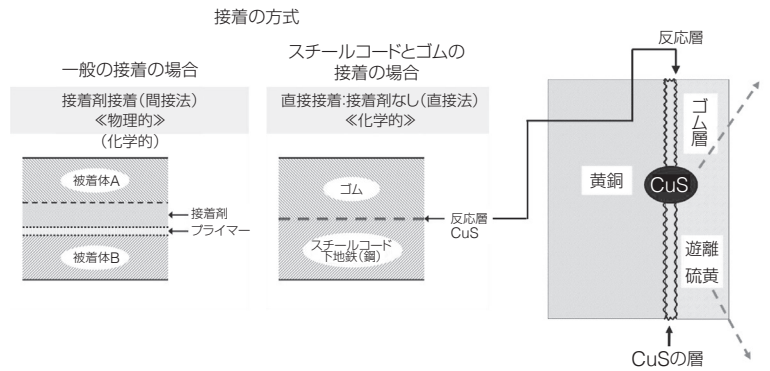 接着の方式
一般の接着の場合
接着剤接着(間接法)
≪物理的≫
(化学的)
被着体A
接着剤
プライマー
被着体B
スチールコードとゴムの
接着の場合
直接接着:接着剤なし(直接法)
≪化学的≫
ゴム
反応層
CuS
スチールコード
下地鉄(鋼)
反応層
ゴム層
黄銅
CuS
遊離
硫黄
CuSの層